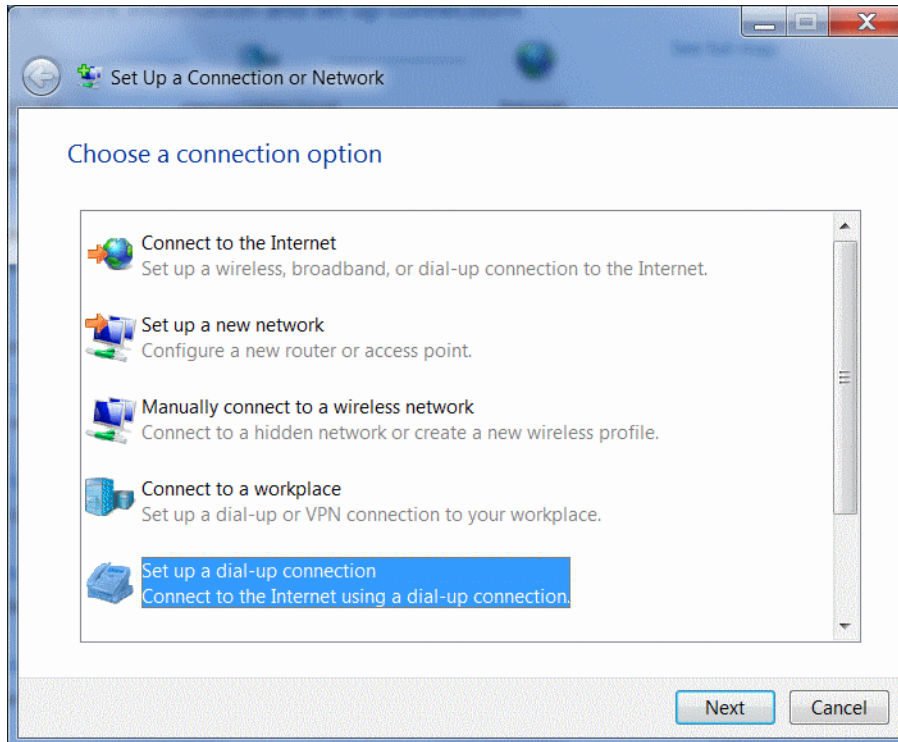 Set Up a Connection or Network
Choose a connection option
Connect to the Internet
Set up a wireless, broadband, or dial-up connection to the Internet.
Set up a new network
Configure a new router or access point.
Manually connect to a wireless network
Connect to a hidden network or create a new wireless profile.
Connect to a workplace
Set up a dial-up or VPN connection to your workplace.
Set up a dial-up connection
Connect to the Internet using a dial-up connection.
Next
Cancel